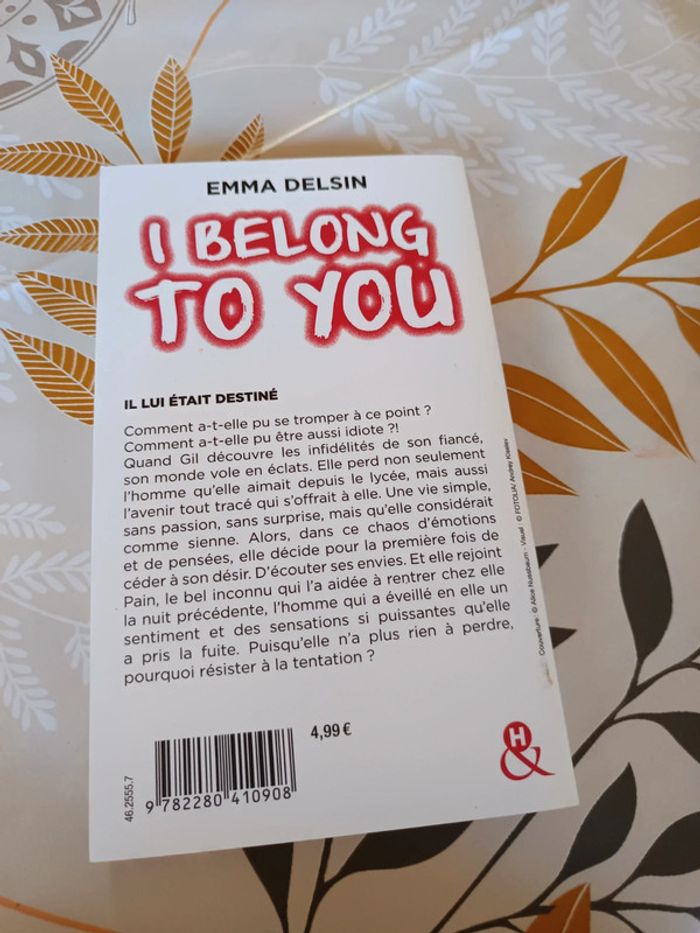 EMMA DELSIN
I BELONG
TO YOU
IL LUI ÉTAIT DESTINÉ
Comment a-t-elle pu se tromper à ce point ?
Comment a-t-elle pu être aussi idiote ?!
Quand Gil découvre les infidélités de son fiancé,
son monde vole en éclats. Elle perd non seulement
l'homme qu'elle aimait depuis le lycée, mais aussi
l'avenir tout tracé qui s'offrait à elle. Une vie simple,
sans passion, sans surprise, mais qu'elle considérait
comme sienne. Alors, dans ce chaos d'émotions
et de pensées, elle décide pour la première fois de
céder à son désir. D'écouter ses envies. Et elle rejoint
Pain, le bel inconnu qui l'a aidée à rentrer chez elle
la nuit précédente, l'homme qui a éveillé en elle un
sentiment et des sensations si puissantes qu'elle
a pris la fuite. Puisqu'elle n'a plus rien à perdre,
pourquoi résister à la tentation ?
Couverture : © Alice Nussbaum - Visuel : © FOTOLIA/ Andrey Kiselev
4,99 €
46.2555.7
9 782280 410908
H
&